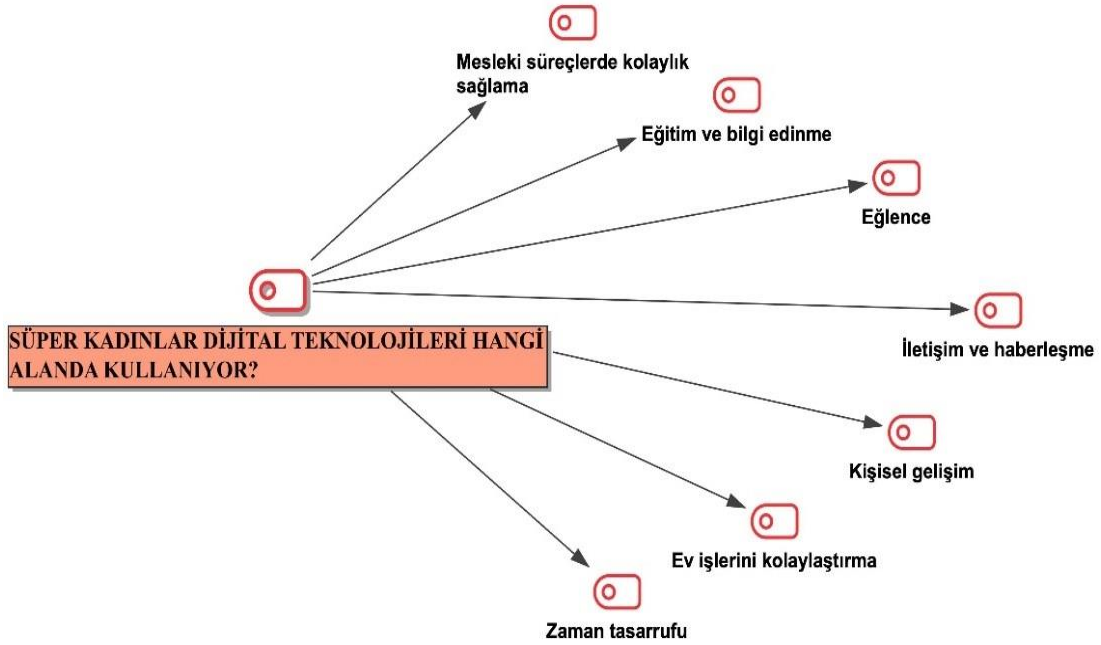 Mesleki süreçlerde kolaylık
sağlama
Eğitim ve bilgi edinme
Eğlence
İletişim ve haberleşme
SÜPER KADINLAR DİJİTAL TEKNOLOJİLERİ HANGİ
ALANDA KULLANIYOR?
Kişisel gelişim
Ev işlerini kolaylaştırma
Zaman tasarrufu